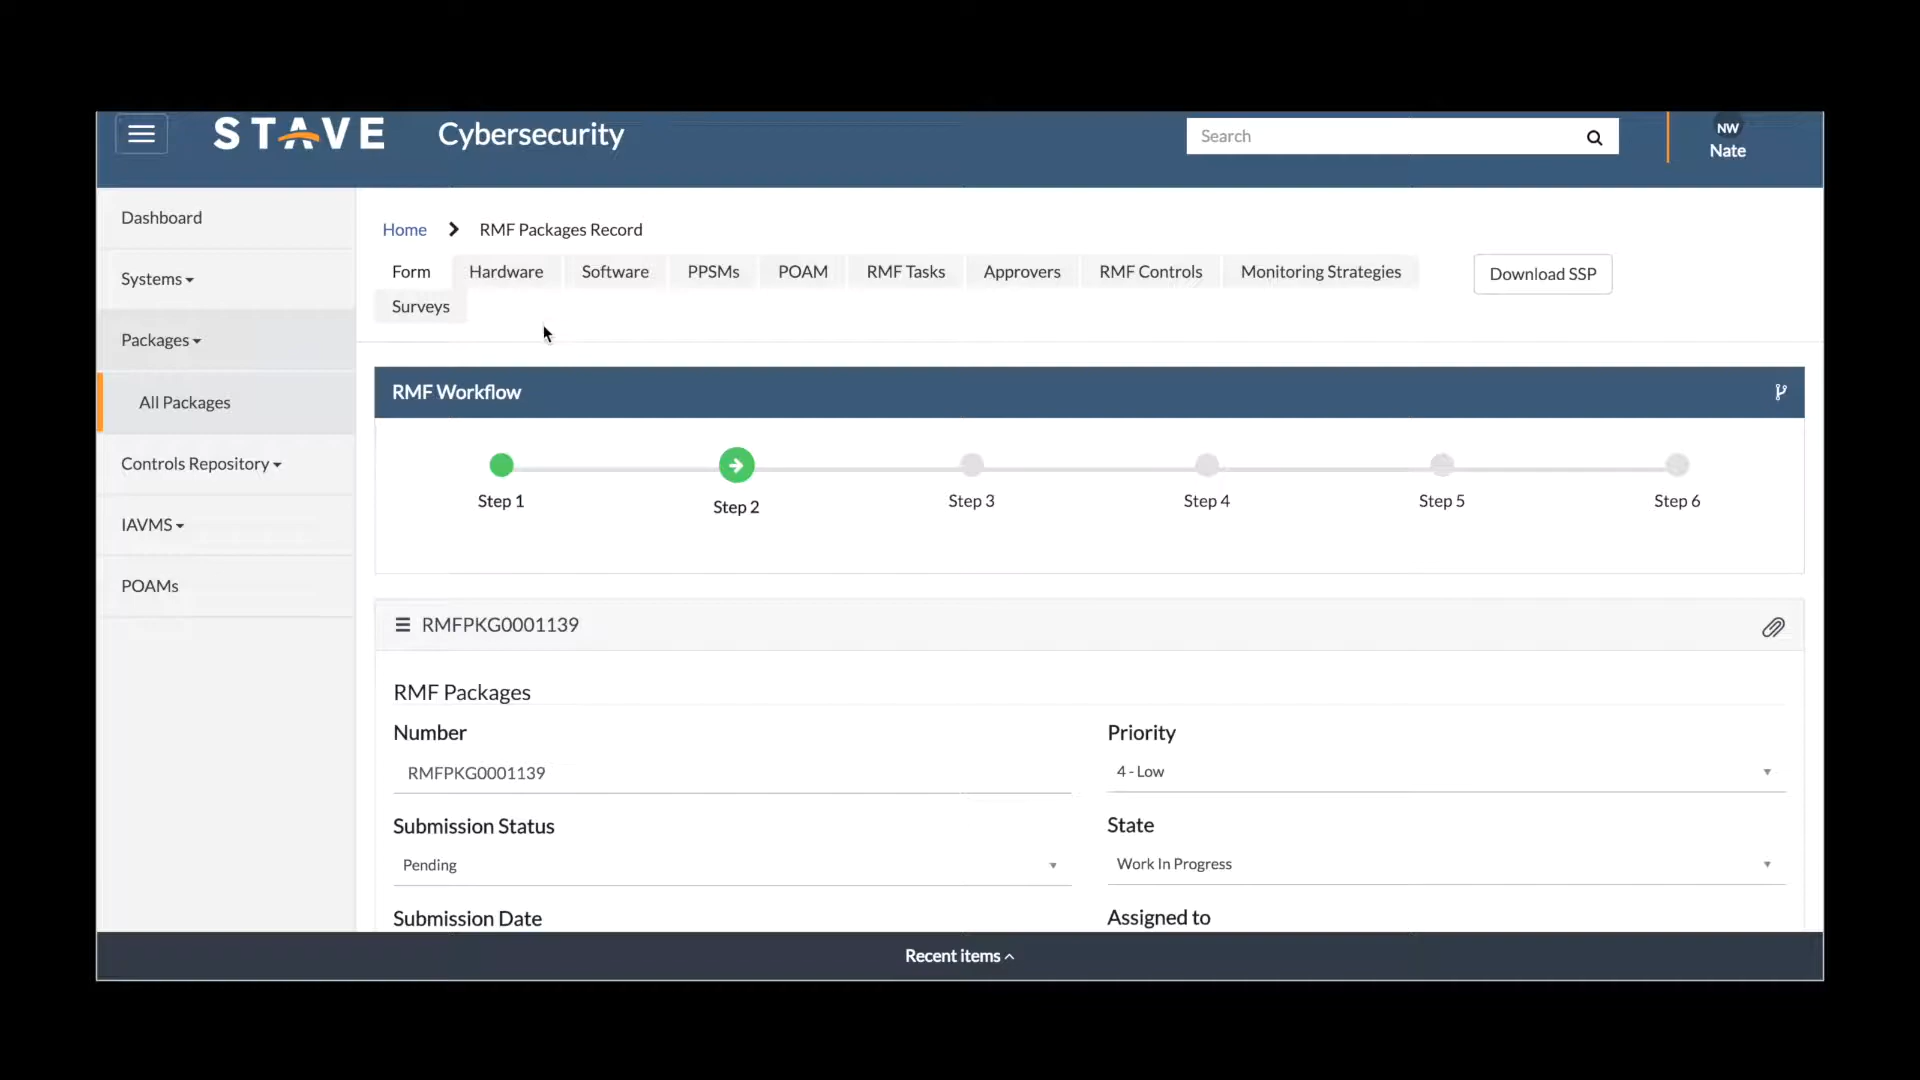 STAVE Cybersecurity Search NW
Nate
Dashboard
Systems
Packages
All Packages
Controls Repository
IAVMS
POAMs
Home RMF Packages Record
Form Hardware Software PPSMs POAM RMF Tasks Approvers RMF Controls Monitoring Strategies Download SSP
Surveys
RMF Workflow
Step 1 Step 2 Step 3 Step 4 Step 5 Step 6
RMFPKG0001139
RMF Packages
Number Priority
RMFPKG0001139 4 - Low
Submission Status State
Pending Work In Progress
Submission Date Assigned to
Recent items